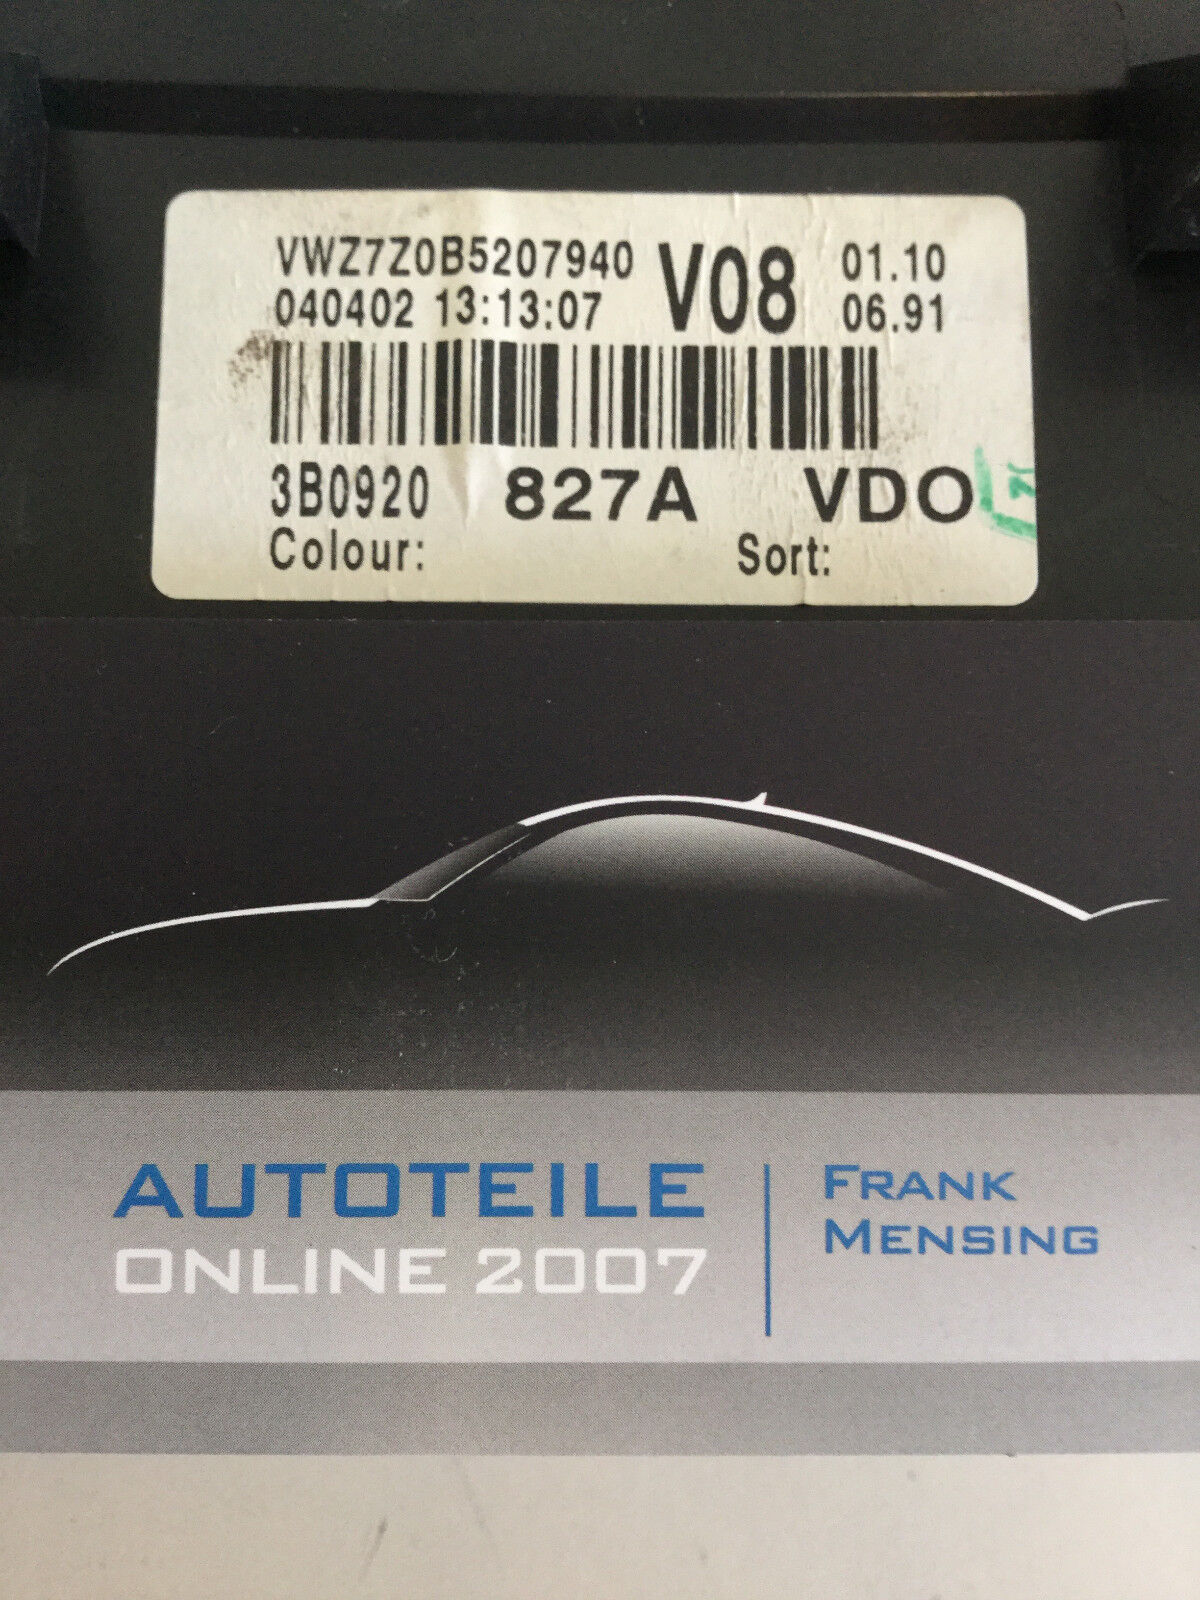 VWZ7Z0B5207940 V08 01.10
040402 13:13:07 06.91
3B0920 827A VDO
Colour: Sort:
AUTOTEILE
ONLINE 2007
FRANK
MENSING